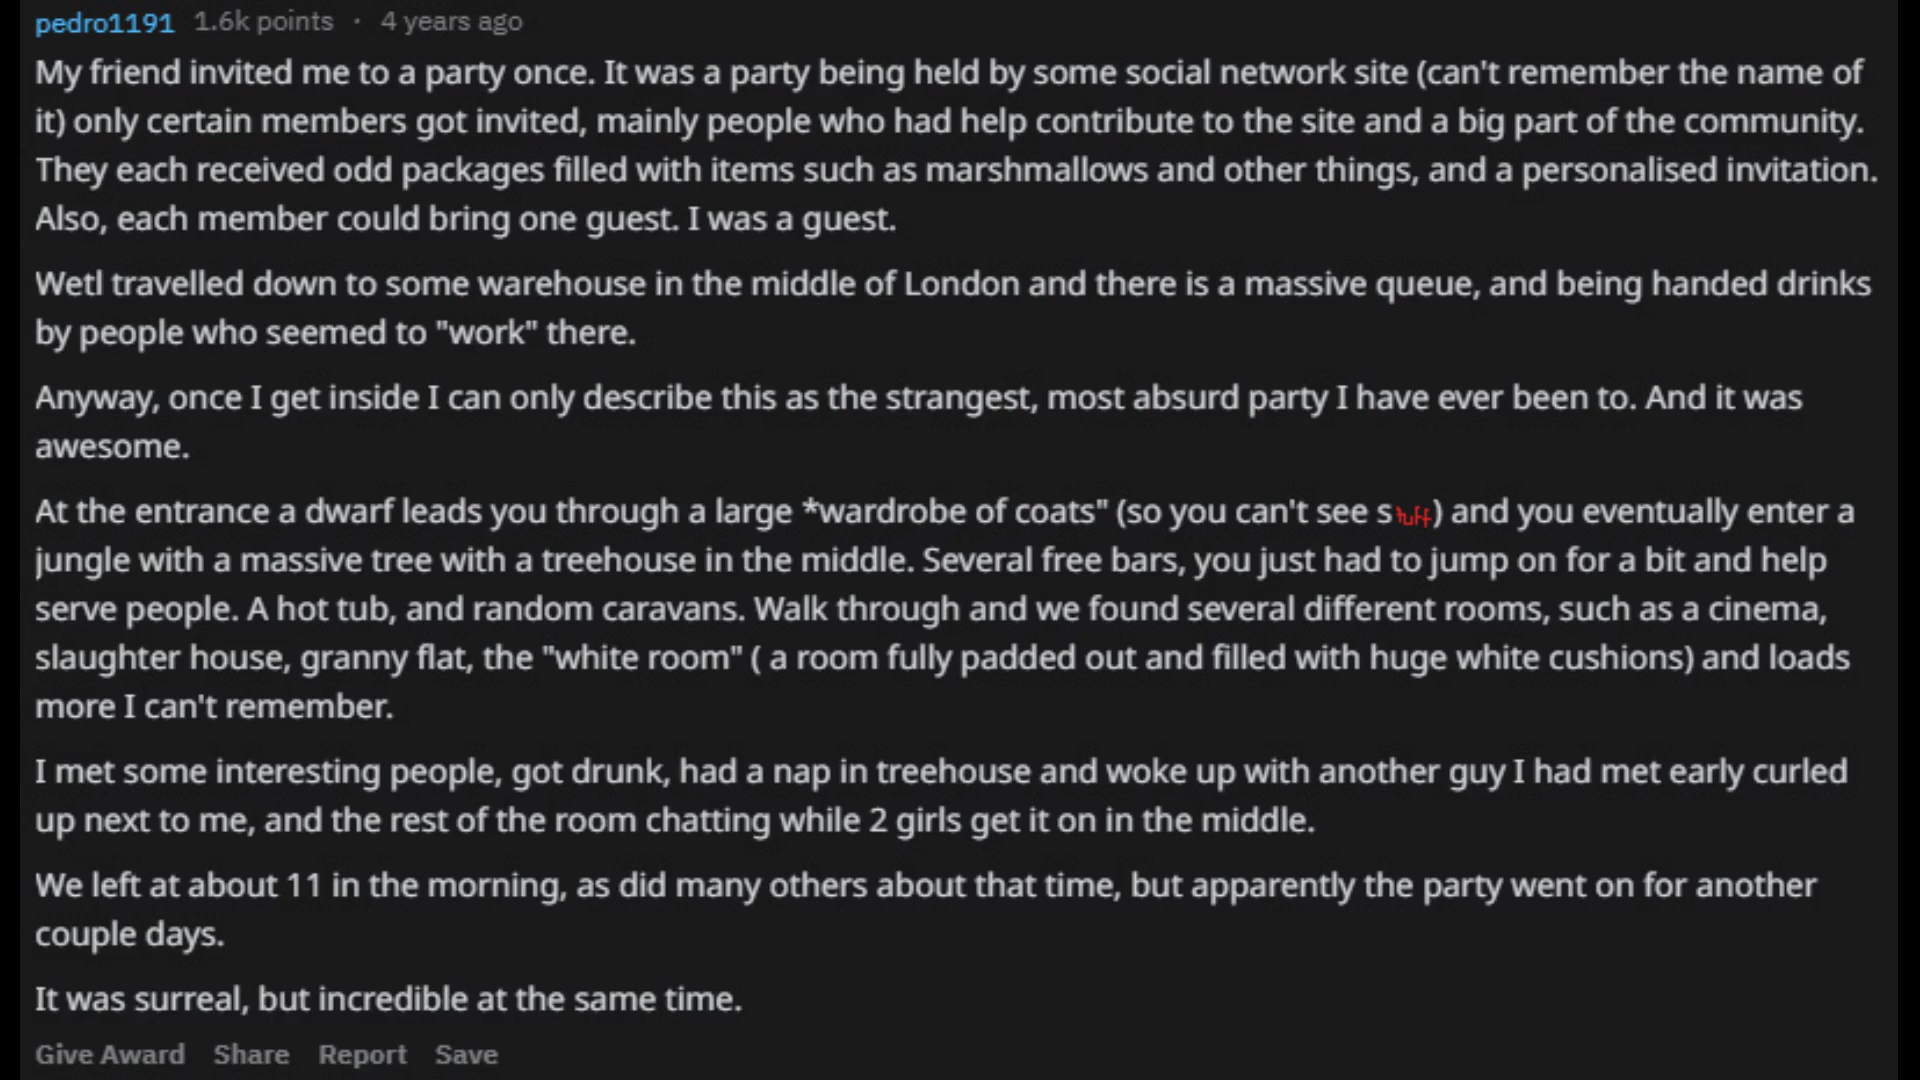 pedro1191 1.6k points · 4 years ago
My friend invited me to a party once. It was a party being held by some social network site (can't remember the name of
it) only certain members got invited, mainly people who had help contribute to the site and a big part of the community.
They each received odd packages filled with items such as marshmallows and other things, and a personalised invitation.
Also, each member could bring one guest. I was a guest.
Wetl travelled down to some warehouse in the middle of London and there is a massive queue, and being handed drinks
by people who seemed to "work" there.
Anyway, once I get inside I can only describe this as the strangest, most absurd party I have ever been to. And it was
awesome.
At the entrance a dwarf leads you through a large *wardrobe of coats" (so you can't see stuff) and you eventually enter a
jungle with a massive tree with a treehouse in the middle. Several free bars, you just had to jump on for a bit and help
serve people. A hot tub, and random caravans. Walk through and we found several different rooms, such as a cinema,
slaughter house, granny flat, the "white room" ( a room fully padded out and filled with huge white cushions) and loads
more I can't remember.
I met some interesting people, got drunk, had a nap in treehouse and woke up with another guy I had met early curled
up next to me, and the rest of the room chatting while 2 girls get it on in the middle.
We left at about 11 in the morning, as did many others about that time, but apparently the party went on for another
couple days.
It was surreal, but incredible at the same time.
Give Award Share Report Save